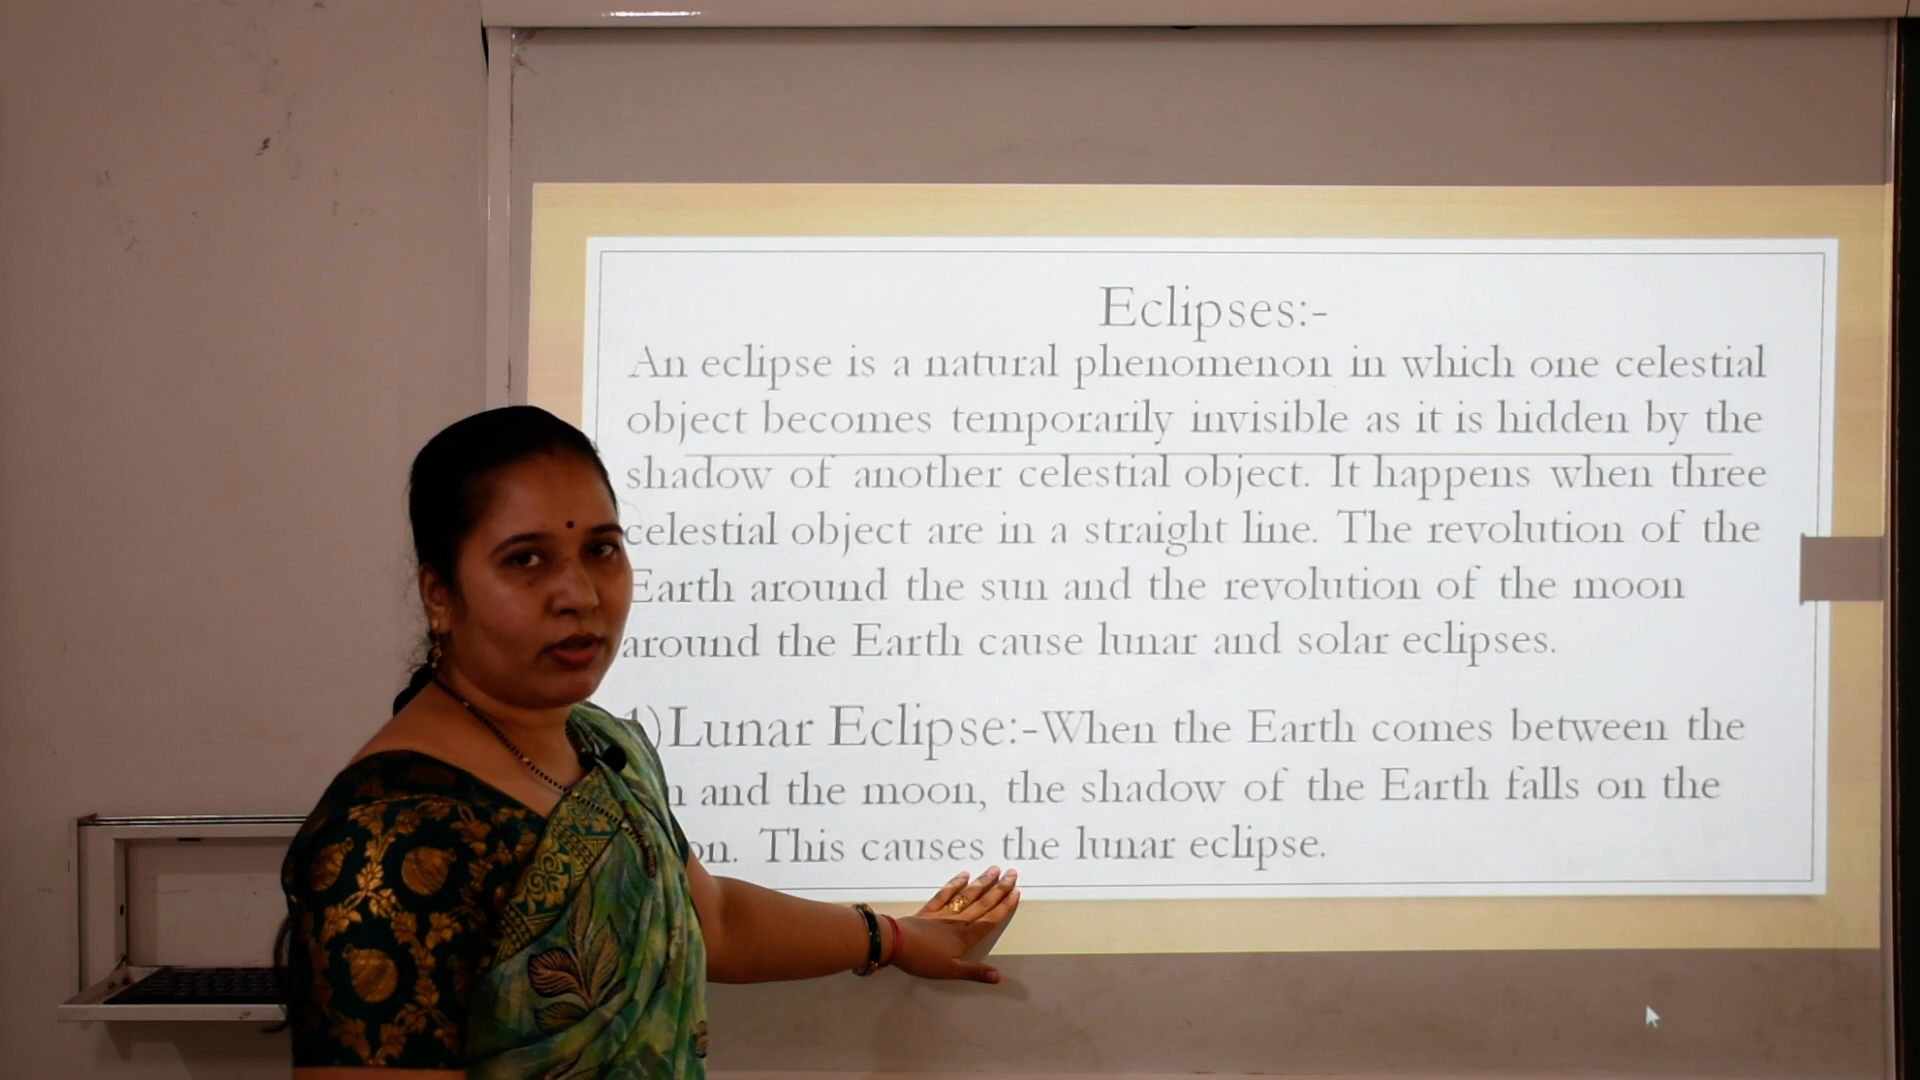 Eclipses:-
An eclipse is a natural phenomenon in which one celestial
object becomes temporarily invisible as it is hidden by the
shadow of another celestial object. It happens when three
celestial object are in a straight line. The revolution of the
Earth around the sun and the revolution of the moon
around the Earth cause lunar and solar eclipses.
1)Lunar Eclipse:-When the Earth comes between the
and the moon, the shadow of the Earth falls on the
This causes the lunar eclipse.